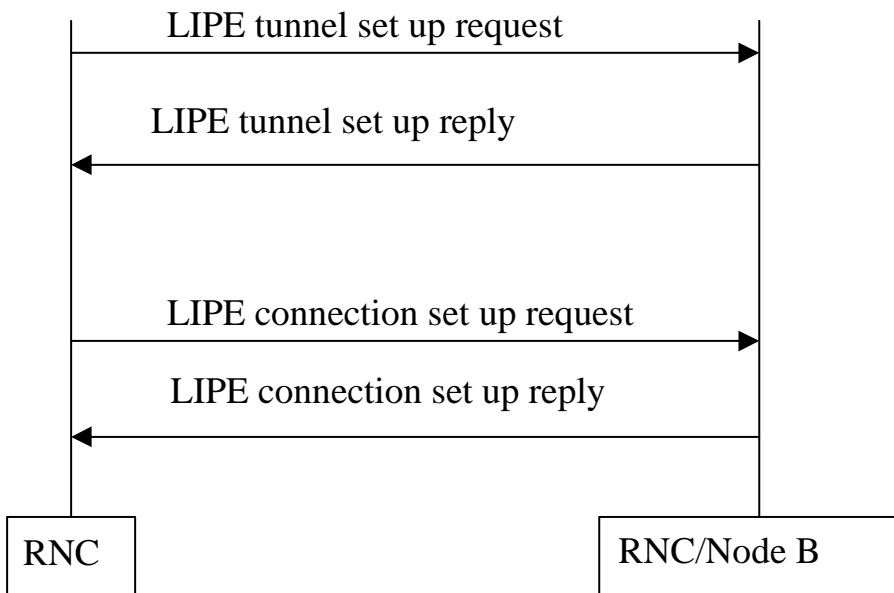 LIPE tunnel set up request
LIPE tunnel set up reply
LIPE connection set up request
LIPE connection set up reply
RNC
RNC/Node B